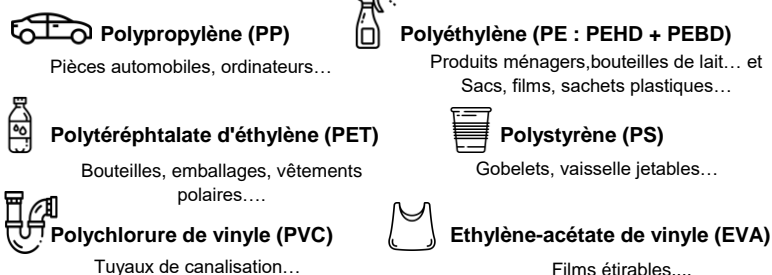 Polypropylène (PP)
Pièces automobiles, ordinateurs…
Polyéthylène (PE : PEHD + PEBD)
Produits ménagers,bouteilles de lait… et
Sacs, films, sachets plastiques…
Polytéréphtalate d'éthylène (PET)
Bouteilles, emballages, vêtements
polaires….
Polystyrène (PS)
Gobelets, vaisselle jetables…
Polychlorure de vinyle (PVC)
Tuyaux de canalisation…
Ethylène-acétate de vinyle (EVA)
Films étirables....